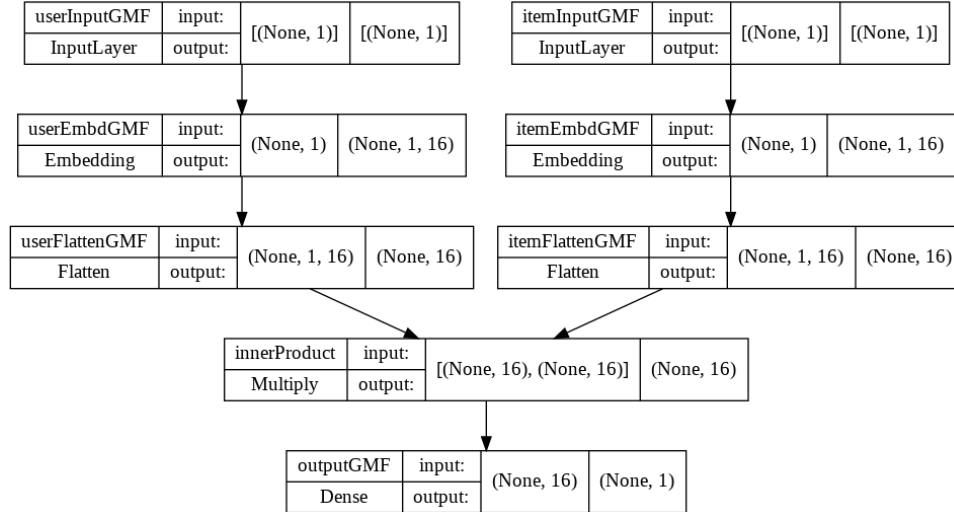 userInputGMF input: [(None, 1)] [(None, 1)]
InputLayer output:
itemInputGMF input: [(None, 1)] [(None, 1)]
InputLayer output:
userEmbdGMF input: (None, 1) (None, 1, 16)
Embedding output:
itemEmbdGMF input: (None, 1) (None, 1, 16)
Embedding output:
userFlattenGMF input: (None, 1, 16) (None, 16)
Flatten output:
itemFlattenGMF input: (None, 1, 16) (None, 16)
Flatten output:
innerProduct input: [(None, 16), (None, 16)] (None, 16)
Multiply output:
outputGMF input: (None, 16) (None, 1)
Dense output: